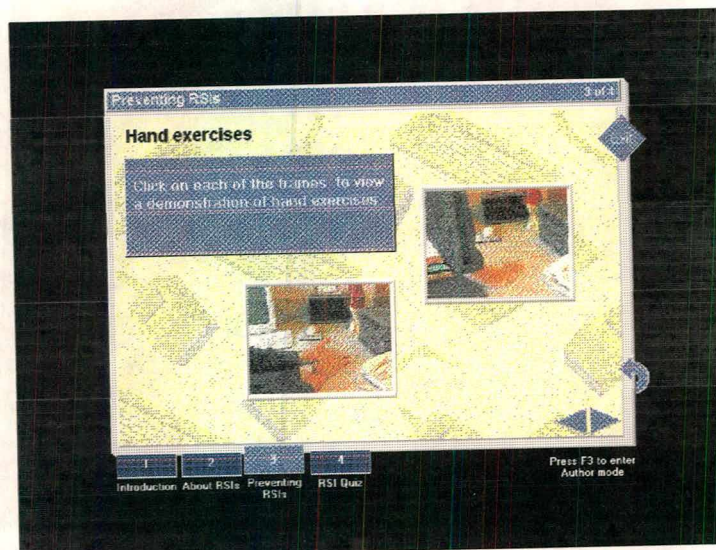 Preventing RSIs
3 of 4
Hand exercises
Click on each of the frames to view
a demonstration of hand exercises
1
Introduction
2
About RSIs
3
Preventing
RSIs
4
RSI Quiz
Press F3 to enter
Author mode